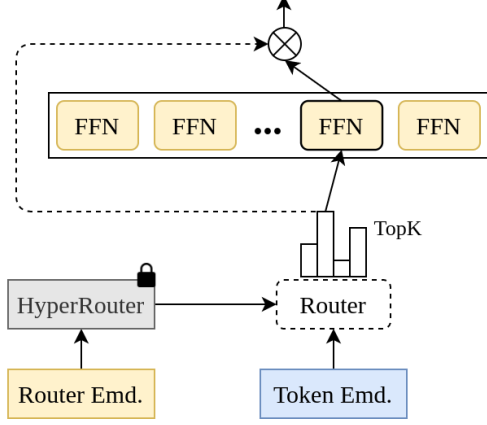 FFN FFN ... FFN FFN
TopK
HyperRouter Router
Router Emd. Token Emd.